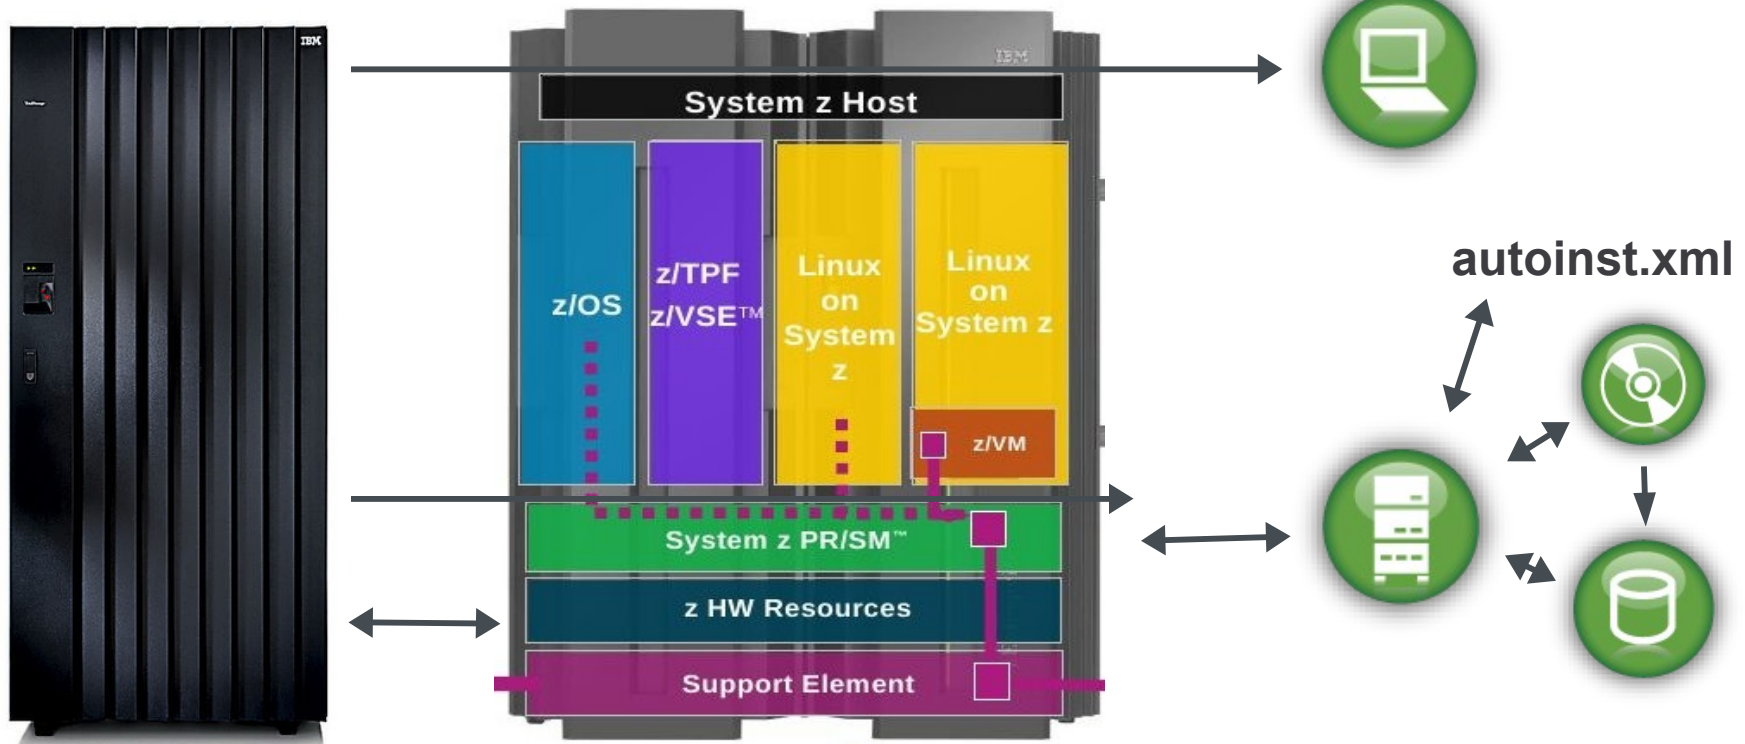 IBM
IBM
System z Host
z/OS
z/TPF
z/VSE™
Linux
on
System
z
Linux
on
System z
z/VM
System z PR/SM™
z HW Resources
Support Element
autoinst.xml